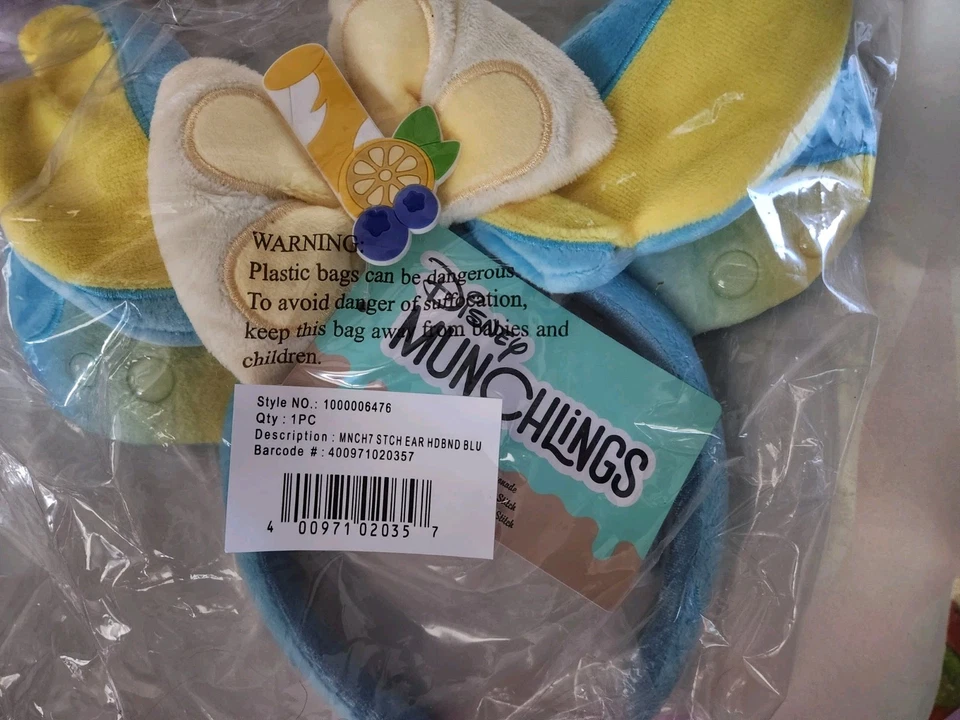 WARNING:
Plastic bags can be dangerous
To avoid danger of suffocation,
keep this bag away from babies and
children.
Disney
MUNCHLiNGS
Stitch
Stitch
Style NO.: 1000006476
Qty : 1PC
Description : MNCH7 STCH EAR HDBND BLU
Barcode # : 400971020357
4 00971 02035 7